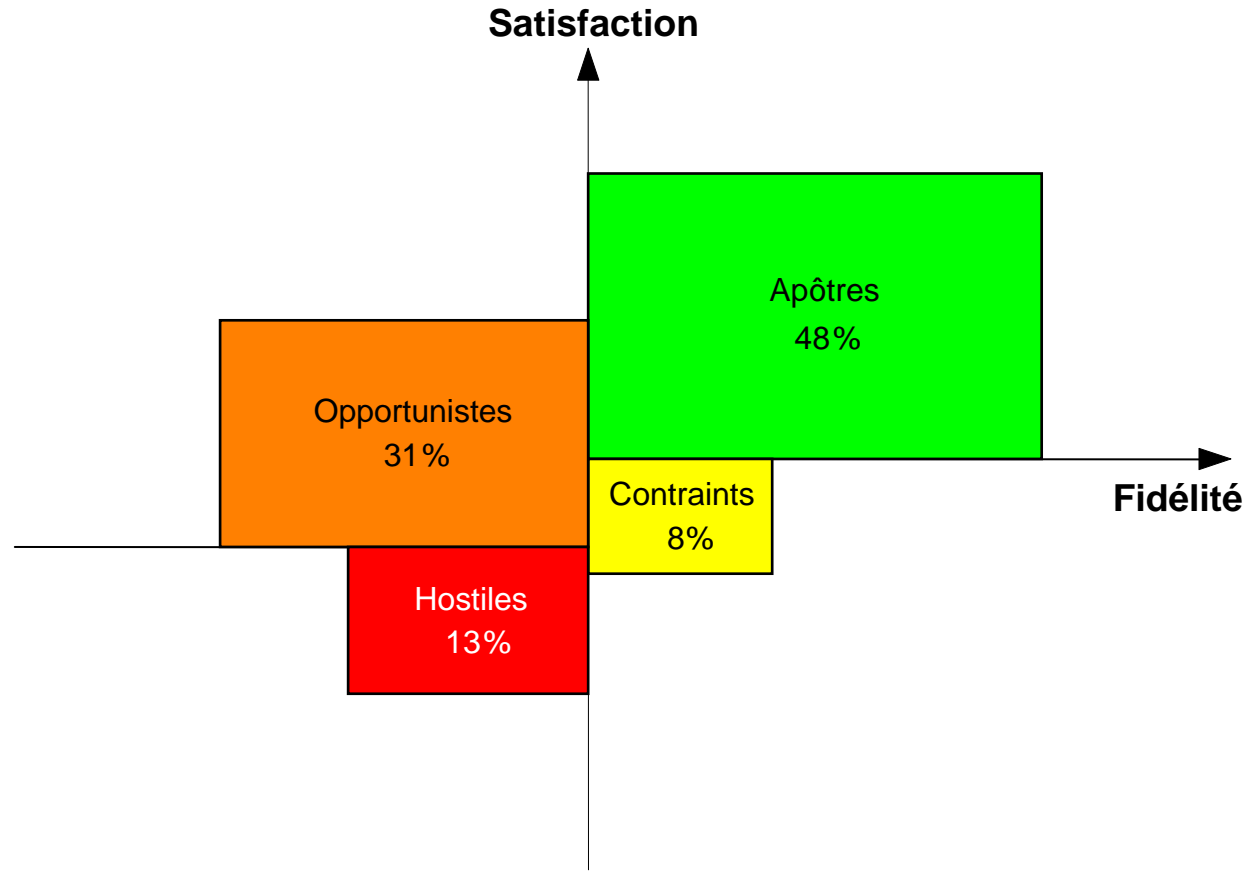 Satisfaction
Apôtres
48%
Opportunistes
31%
Contraints
8%
Fidélité
Hostiles
13%